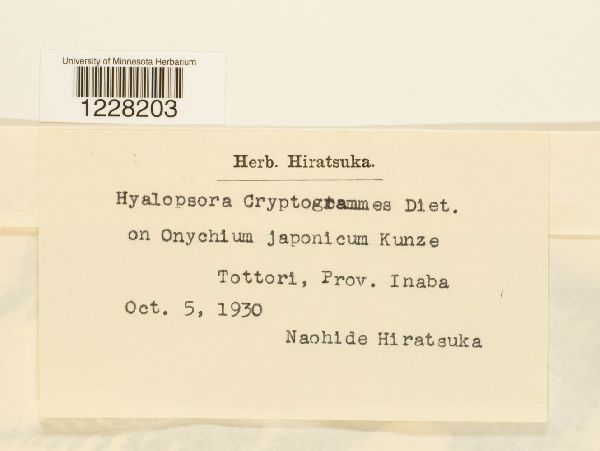 University of Minnesota Herbarium
1228203
Herb. Hiratsuka.
Hyalopsora Cryptogrammes Diet.
on Onychium japonicum Kunze
Tottori, Prov. Inaba
Oct. 5, 1930
Naohide Hiratsuka